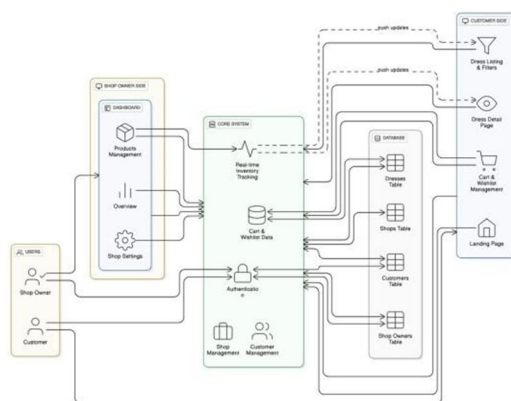 push updates
CUSTOMER SIDE
Dress Listing
& Filters
SHOP OWNER SIDE
push updates
DASHBOARD
Dress Detail
Page
Products
Management
CORE SYSTEM
DATABASE
Real-time
Inventory
Tracking
Dresses
Table
Cart &
Wishlist
Management
Overview
Cart &
Wishlist Data
Shops Table
Landing Page
USERS
Shop Settings
Shop Owner
Authenticatio
n
Customers
Table
Customer
Shop
Management
Customer
Management
Shop Owners
Table